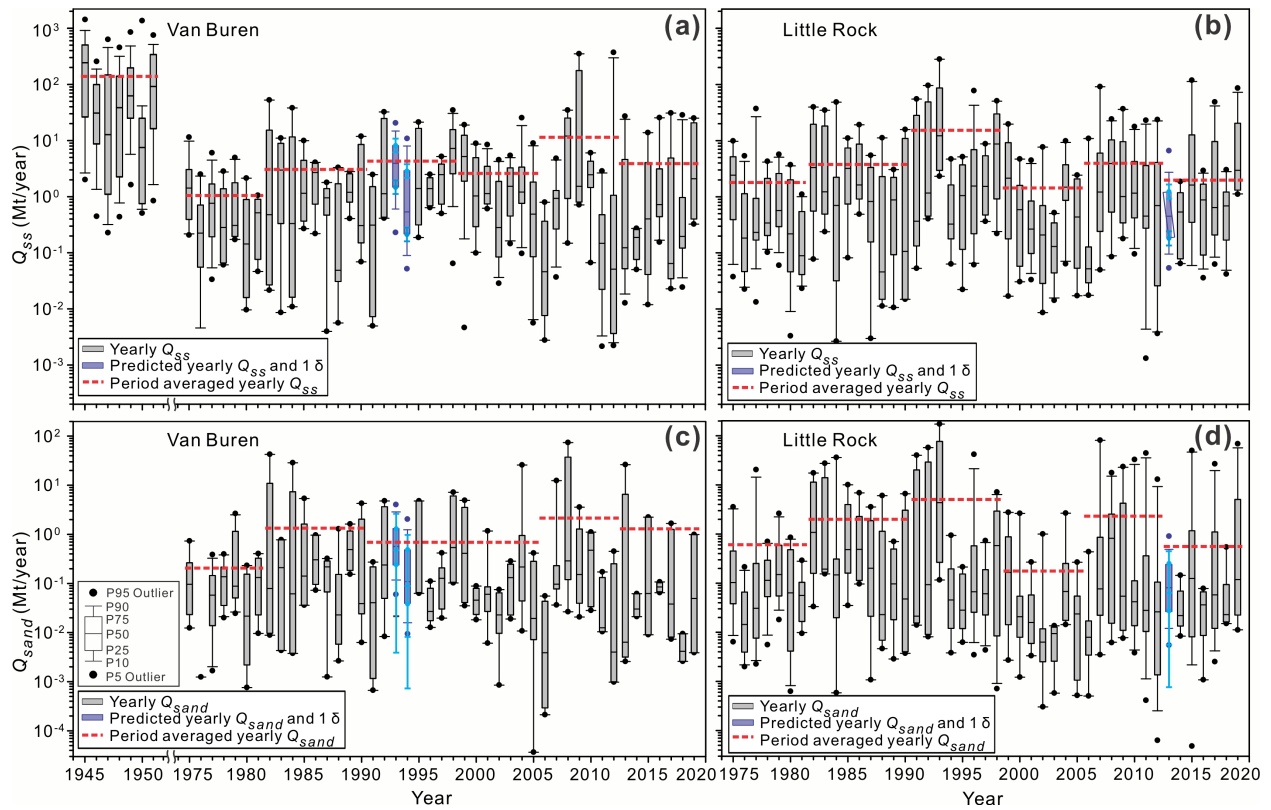 Van Buren
(a)
Little Rock
(b)
Q_ss (Mt/year)
10^3
10^2
10^1
10^0
10^-1
10^-2
10^-3
Yearly Q_ss
Predicted yearly Q_ss and 1 δ
Period averaged yearly Q_ss
Yearly Q_ss
Predicted yearly Q_ss and 1 δ
Period averaged yearly Q_ss
Van Buren
(c)
Little Rock
(d)
Q_sand (Mt/year)
10^2
10^1
10^0
10^-1
10^-2
10^-3
10^-4
P95 Outlier
P90
P75
P50
P25
P10
P5 Outlier
Yearly Q_sand
Predicted yearly Q_sand and 1 δ
Period averaged yearly Q_sand
Yearly Q_sand
Predicted yearly Q_sand and 1 δ
Period averaged yearly Q_sand
1945 1950 1975 1980 1985 1990 1995 2000 2005 2010 2015 2020
1975 1980 1985 1990 1995 2000 2005 2010 2015 2020
Year
Year